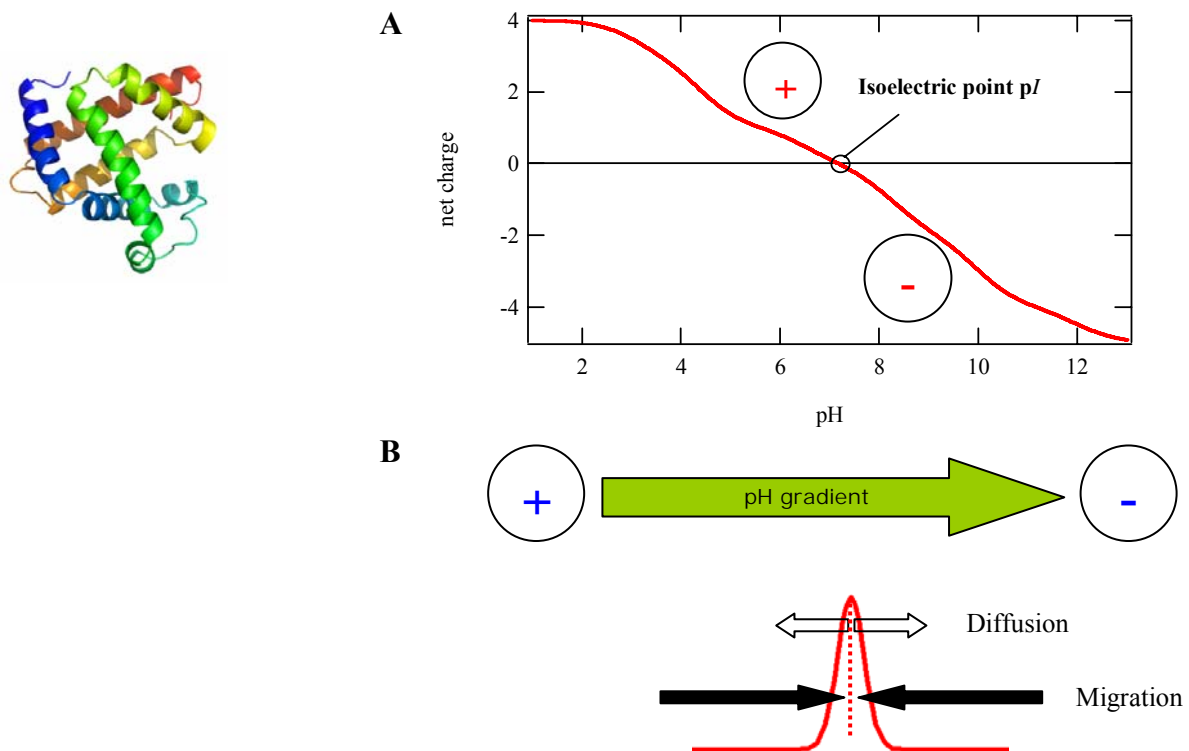 A
4
2
0
-2
-4
net charge
+
Isoelectric point pI
-
2 4 6 8 10 12
pH
B
+
pH gradient
-
Diffusion
Migration